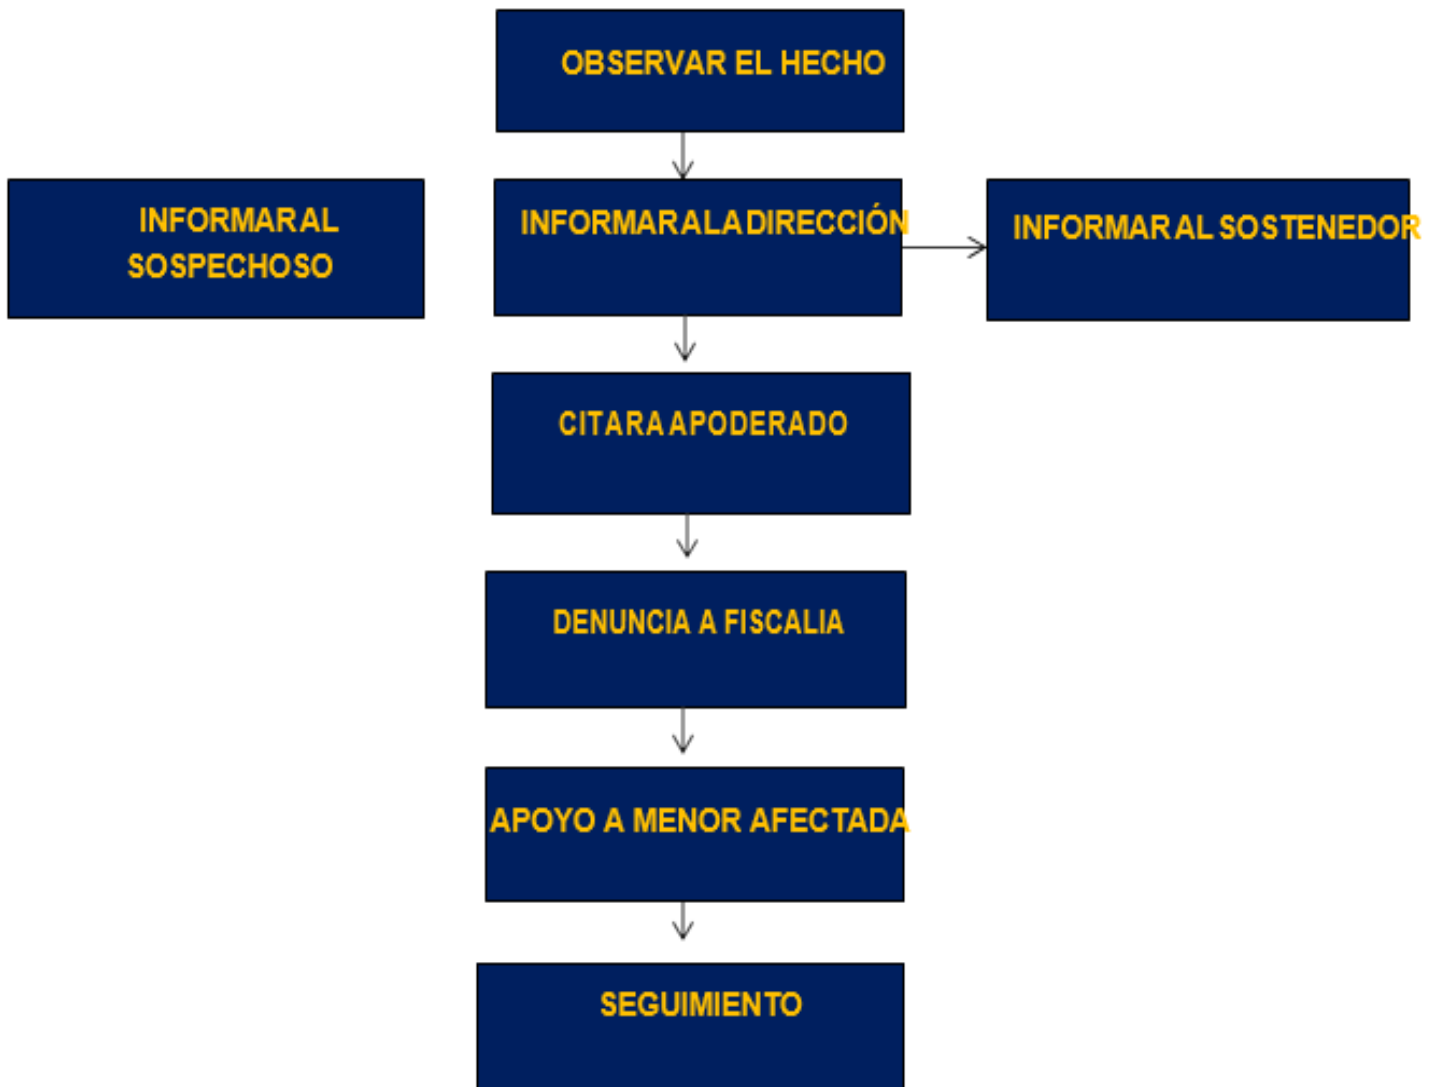 OBSERVAR EL HECHO
INFORMAR AL
SOSPECHOSO
INFORMAR A LA DIRECCIÓN
INFORMAR AL SOSTENEDOR
CITAR A APODERADO
DENUNCIA A FISCALIA
APOYO A MENOR AFECTADA
SEGUIMIENTO